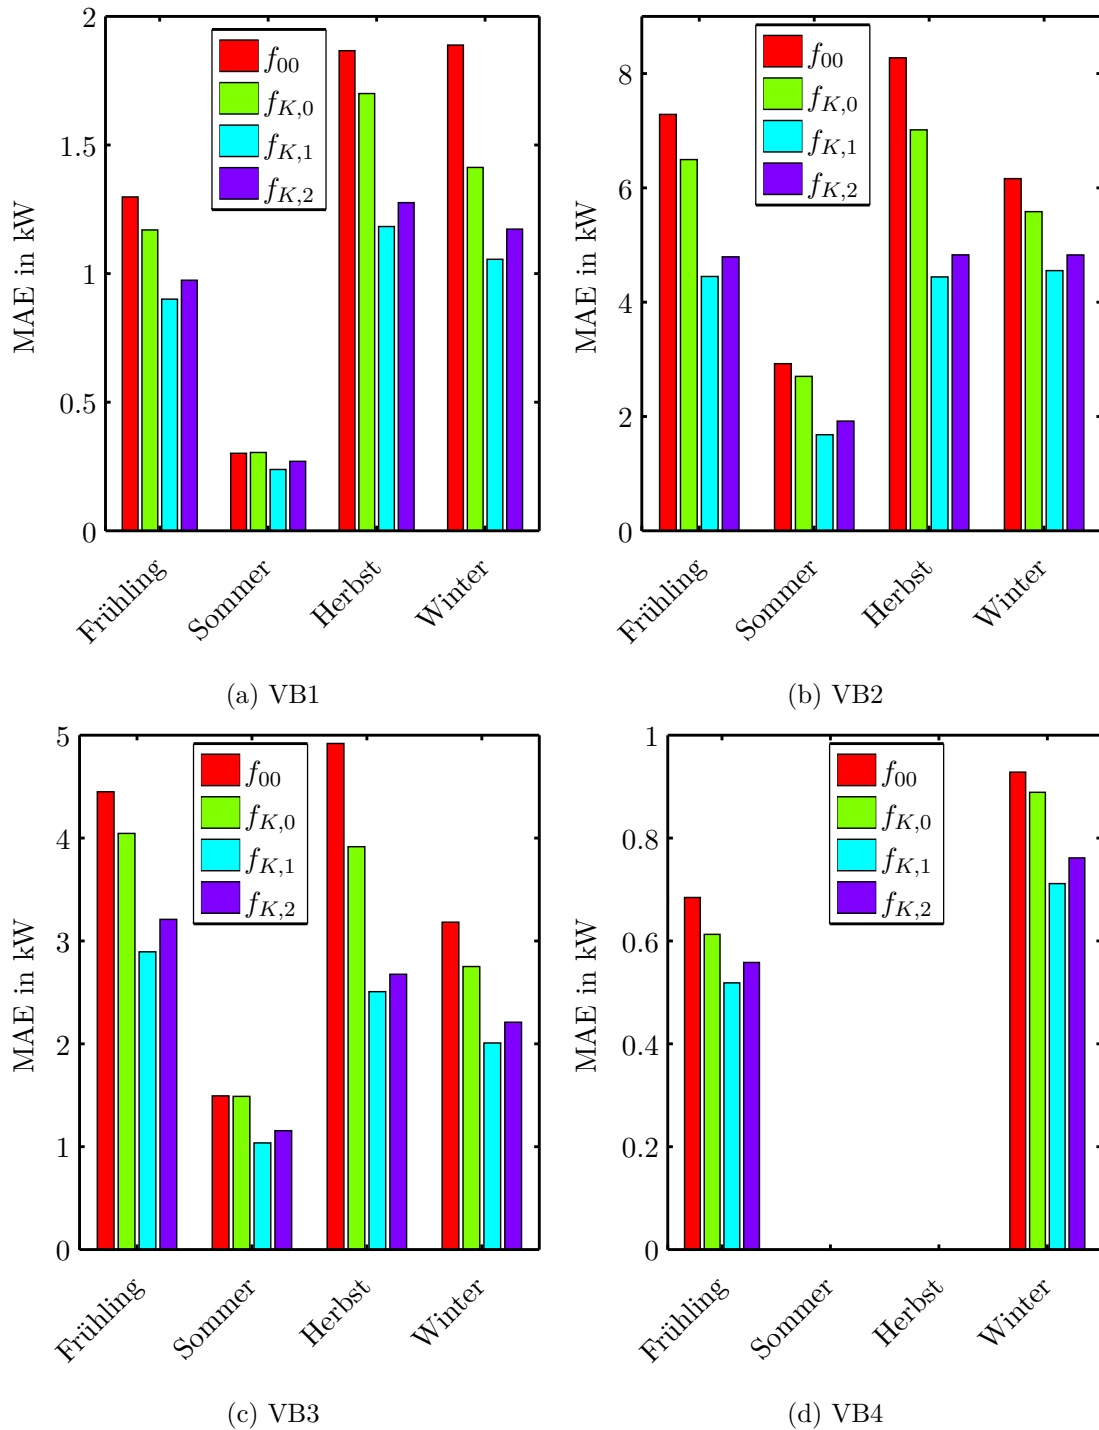 MAE in kW
2
1.5
1
0.5
0
f00
fK,0
fK,1
fK,2
Frühling
Sommer
Herbst
Winter
(a) VB1
MAE in kW
8
6
4
2
0
f00
fK,0
fK,1
fK,2
Frühling
Sommer
Herbst
Winter
(b) VB2
MAE in kW
5
4
3
2
1
0
f00
fK,0
fK,1
fK,2
Frühling
Sommer
Herbst
Winter
(c) VB3
MAE in kW
1
0.8
0.6
0.4
0.2
0
f00
fK,0
fK,1
fK,2
Frühling
Sommer
Herbst
Winter
(d) VB4